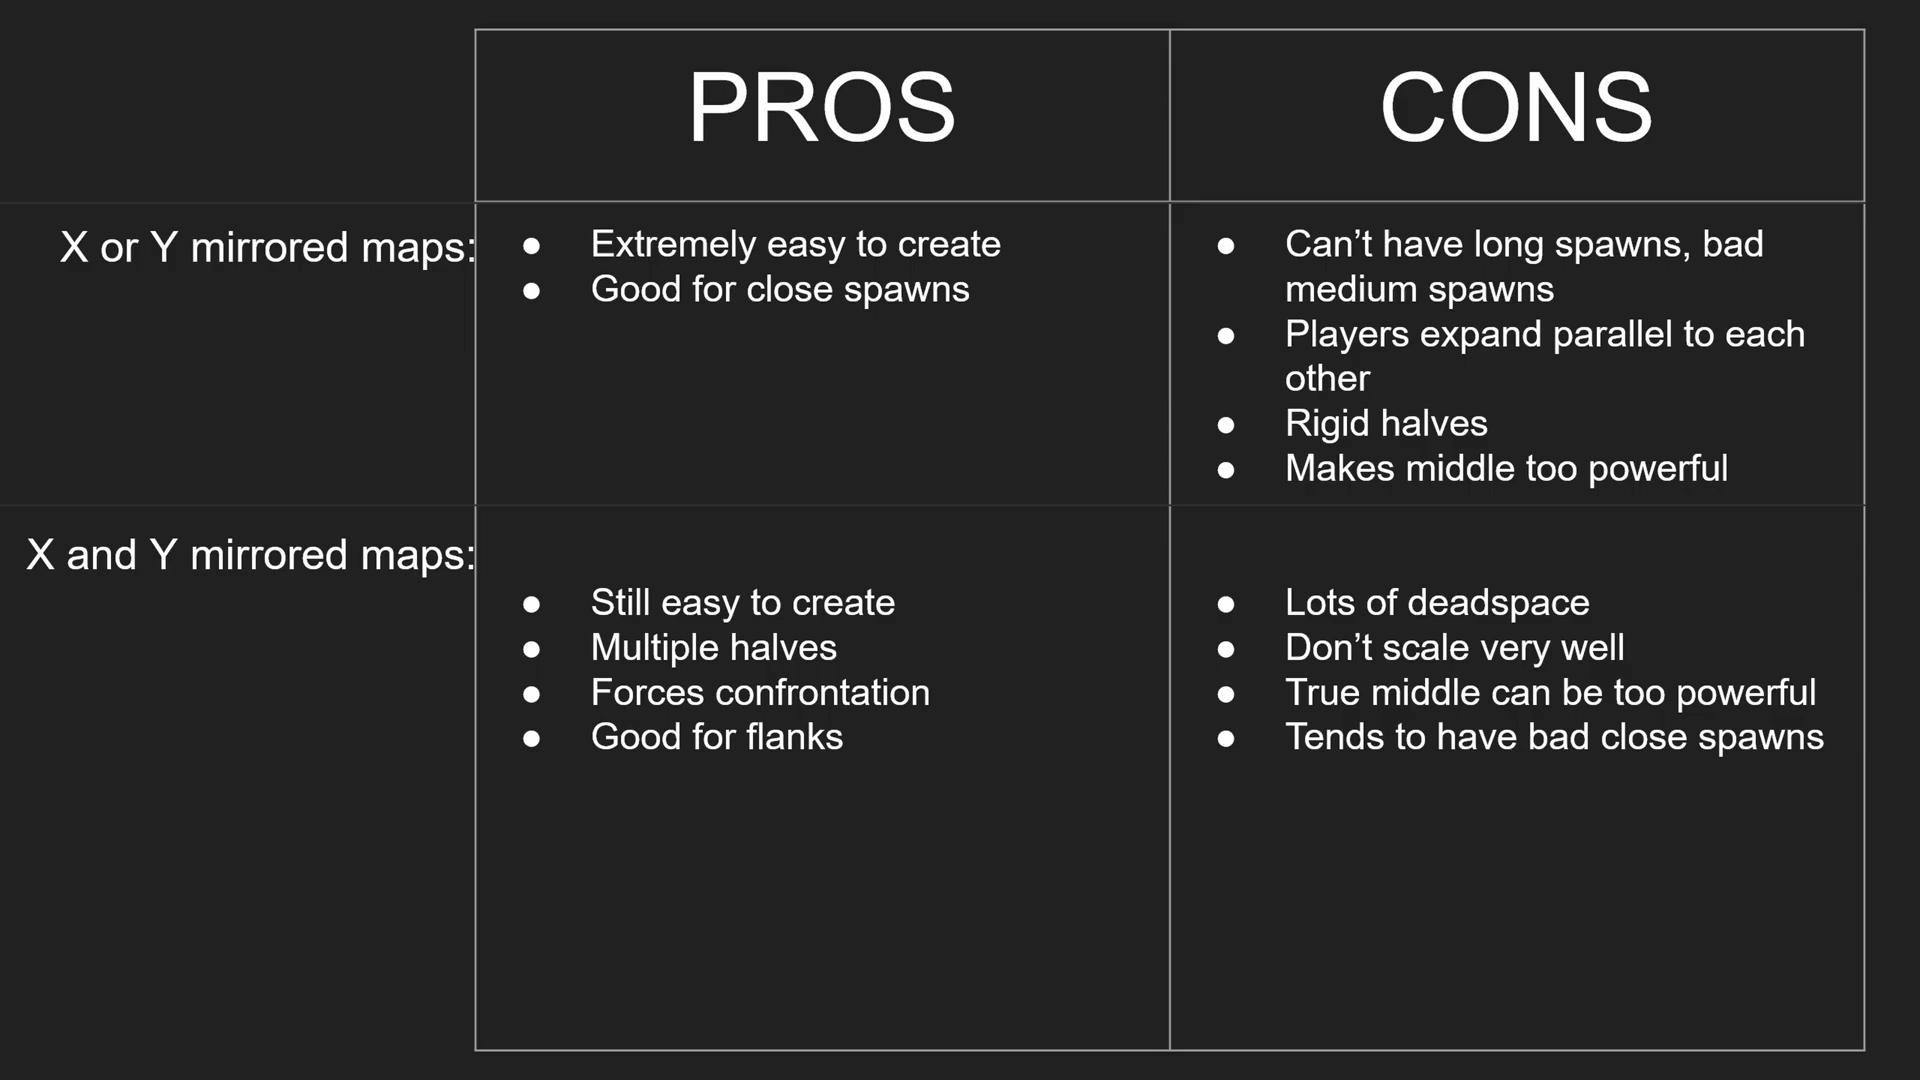 PROS
CONS
X or Y mirrored maps:
● Extremely easy to create
● Good for close spawns
● Can’t have long spawns, bad
medium spawns
● Players expand parallel to each
other
● Rigid halves
● Makes middle too powerful
X and Y mirrored maps:
● Still easy to create
● Multiple halves
● Forces confrontation
● Good for flanks
● Lots of deadspace
● Don’t scale very well
● True middle can be too powerful
● Tends to have bad close spawns